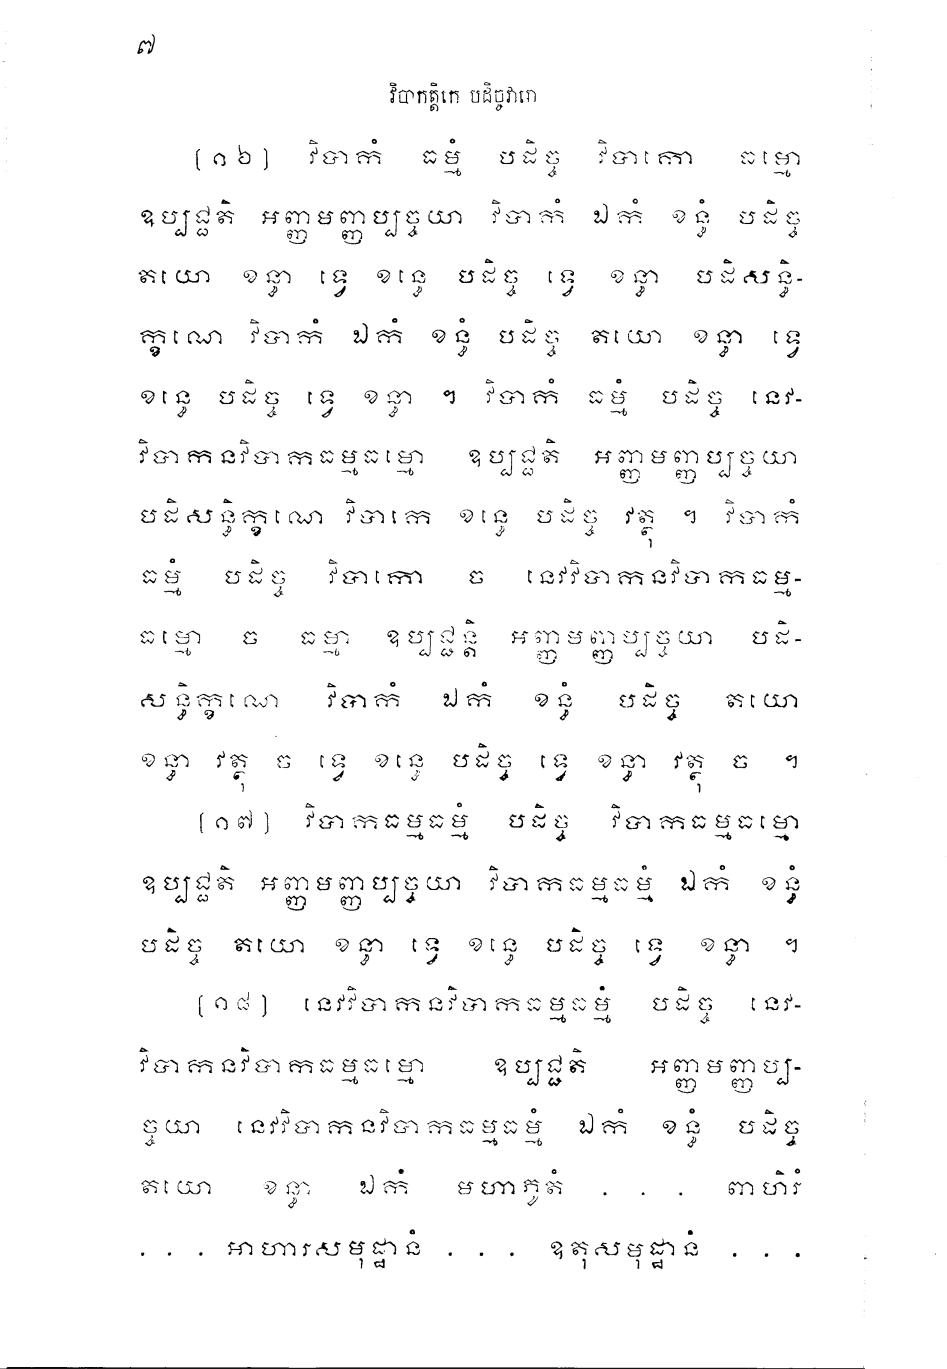 ៧
វិបាកត្តិកេ បដិច្ចវារោ
[១៦] វិបាកំ ធម្មំ បដិច្ច វិបាកោ ធម្មោ
ឧប្បជ្ជតិ អញ្ញមញ្ញប្បច្ចយា វិបាកំ ឯកំ ខន្ធំ បដិច្ច
តយោ ខន្ធា ទ្វេ ខន្ធេ បដិច្ច ទ្វេ ខន្ធា បដិសន្ធិ-
ក្ខណេ វិបាកំ ឯកំ ខន្ធំ បដិច្ច តយោ ខន្ធា ទ្វេ
ខន្ធេ បដិច្ច ទ្វេ ខន្ធា ។ វិបាកំ ធម្មំ បដិច្ច នេវ-
វិបាកនវិបាកធម្មធម្មោ ឧប្បជ្ជតិ អញ្ញមញ្ញប្បច្ចយា
បដិសន្ធិក្ខណេ វិបាកេ ខន្ធេ បដិច្ច វត្ថុ ។ វិបាកំ
ធម្មំ បដិច្ច វិបាកោ ច នេវវិបាកនវិបាកធម្ម-
ធម្មោ ច ធម្មា ឧប្បជ្ជន្តិ អញ្ញមញ្ញប្បច្ចយា បដិ-
សន្ធិក្ខណេ វិបាកំ ឯកំ ខន្ធំ បដិច្ច តយោ
ខន្ធា វត្ថុ ច ទ្វេ ខន្ធេ បដិច្ច ទ្វេ ខន្ធា វត្ថុ ច ។
[១៧] វិបាកធម្មធម្មំ បដិច្ច វិបាកធម្មធម្មោ
ឧប្បជ្ជតិ អញ្ញមញ្ញប្បច្ចយា វិបាកធម្មធម្មំ ឯកំ ខន្ធំ
បដិច្ច តយោ ខន្ធា ទ្វេ ខន្ធេ បដិច្ច ទ្វេ ខន្ធា ។
[១៨] នេវវិបាកនវិបាកធម្មធម្មំ បដិច្ច នេវ-
វិបាកនវិបាកធម្មធម្មោ ឧប្បជ្ជតិ អញ្ញមញ្ញប្ប-
ច្ចយា នេវវិបាកនវិបាកធម្មធម្មំ ឯកំ ខន្ធំ បដិច្ច
តយោ ខន្ធា ឯកំ មហាភូតំ . . . ពាហិរំ
. . . អាហារសមុដ្ឋានំ . . . ឧតុសមុដ្ឋានំ . . .